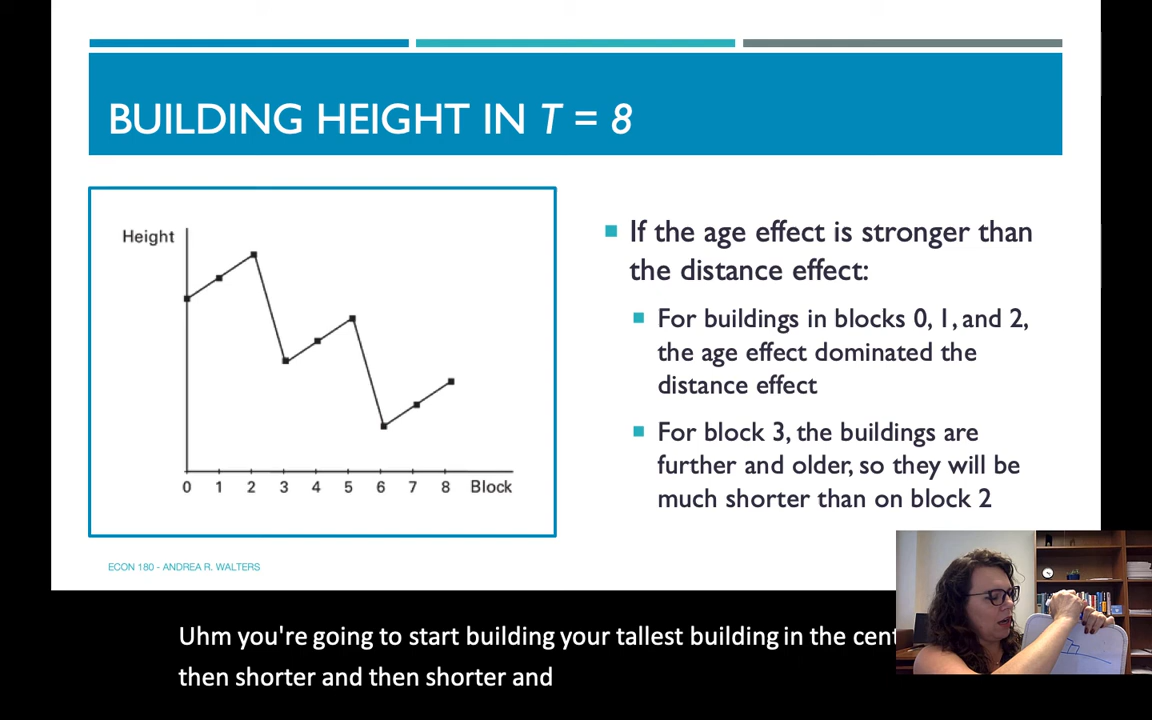 BUILDING HEIGHT IN T = 8
Height
0 1 2 3 4 5 6 7 8 Block
If the age effect is stronger than
the distance effect:
For buildings in blocks 0, 1, and 2,
the age effect dominated the
distance effect
For block 3, the buildings are
further and older, so they will be
much shorter than on block 2
ECON 180 - ANDREA R. WALTERS
Uhm you're going to start building your tallest building in the
then shorter and then shorter and